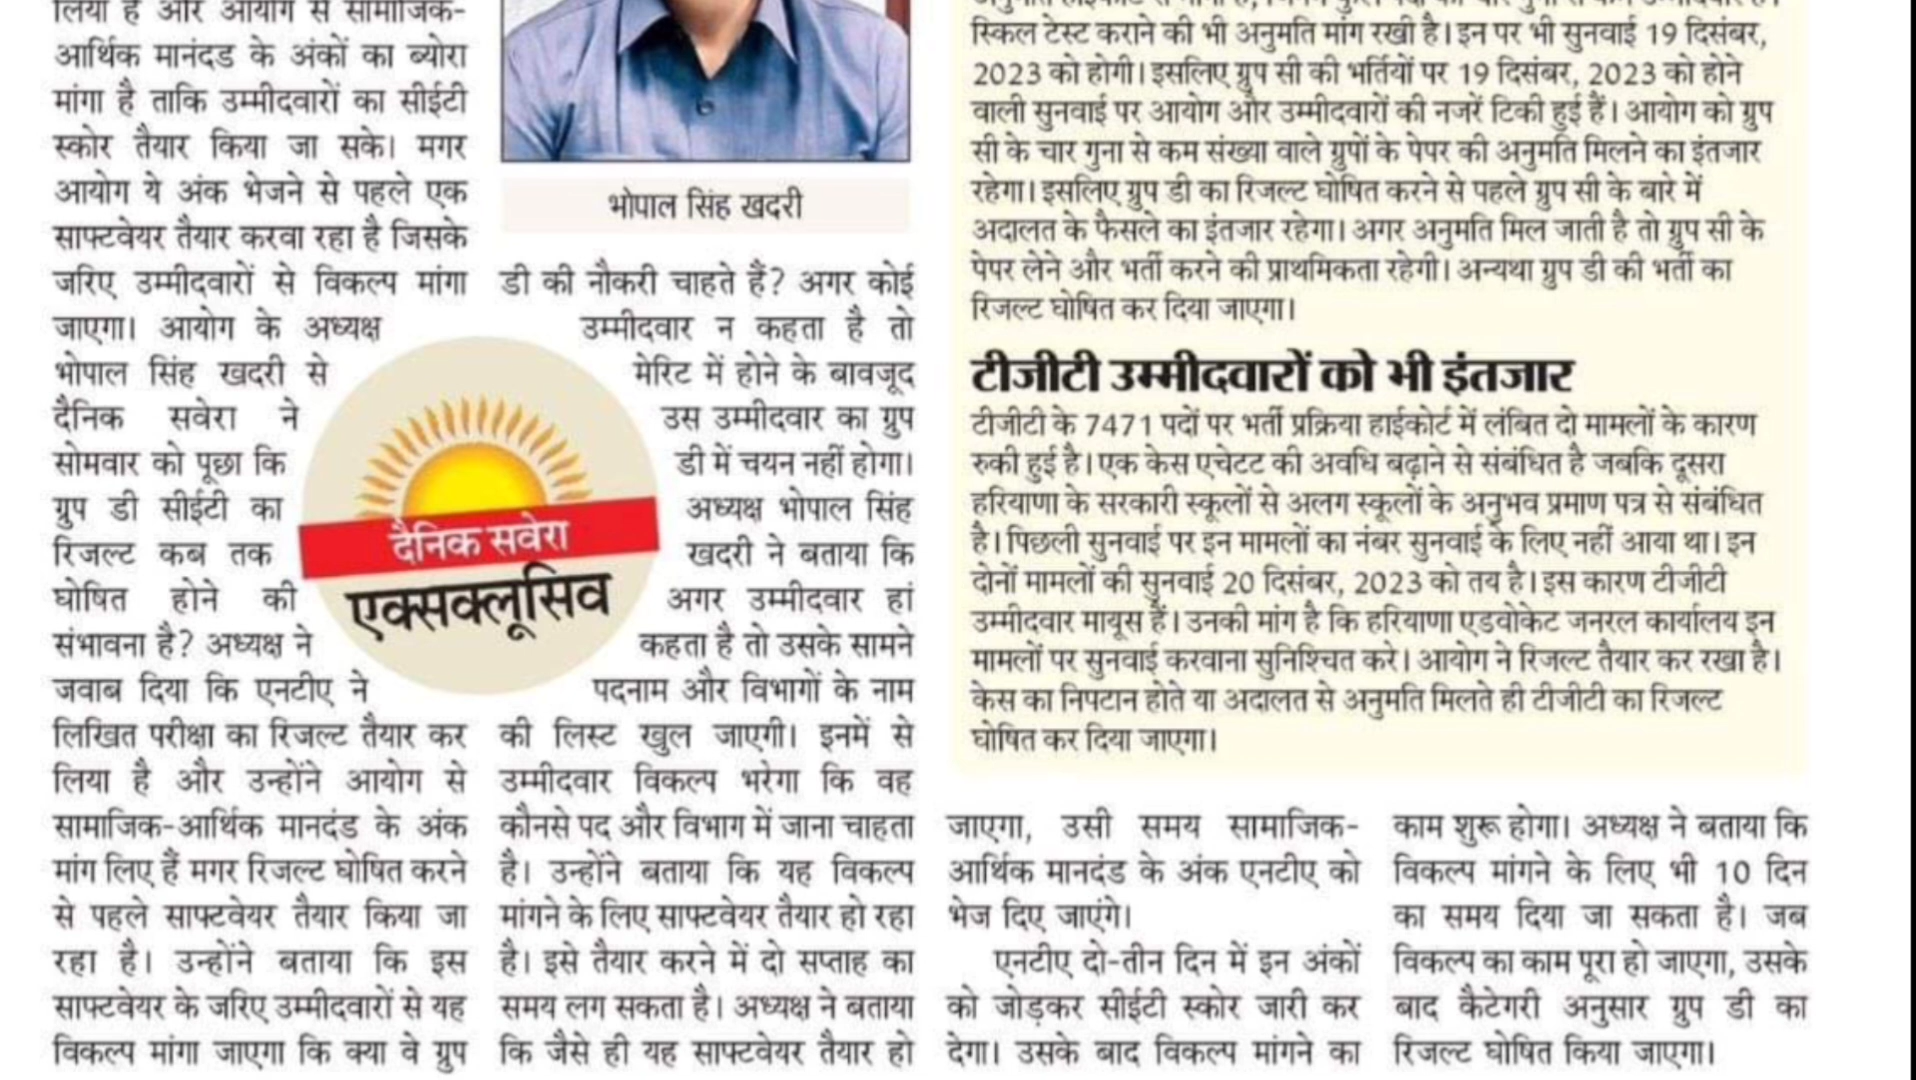 लिया है और आयोग से सामाजिक-
आर्थिक मानंदड के अंकों का ब्योरा
मांगा है ताकि उम्मीदवारों का सीईटी
स्कोर तैयार किया जा सके। मगर
आयोग ये अंक भेजने से पहले एक
साफ्टवेयर तैयार करवा रहा है जिसके
जरिए उम्मीदवारों से विकल्प मांगा
जाएगा। आयोग के अध्यक्ष
भोपाल सिंह खदरी से
दैनिक सवेरा ने
सोमवार को पूछा कि
ग्रुप डी सीईटी का
रिजल्ट कब तक
घोषित होने की
संभावना है? अध्यक्ष ने
जवाब दिया कि एनटीए ने
लिखित परीक्षा का रिजल्ट तैयार कर
लिया है और उन्होंने आयोग से
सामाजिक-आर्थिक मानदंड के अंक
मांग लिए हैं मगर रिजल्ट घोषित करने
से पहले साफ्टवेयर तैयार किया जा
रहा है। उन्होंने बताया कि इस
साफ्टवेयर के जरिए उम्मीदवारों से यह
विकल्प मांगा जाएगा कि क्या वे ग्रुप
भोपाल सिंह खदरी
डी की नौकरी चाहते हैं? अगर कोई
उम्मीदवार न कहता है तो
मेरिट में होने के बावजूद
उस उम्मीदवार का ग्रुप
डी में चयन नहीं होगा।
अध्यक्ष भोपाल सिंह
खदरी ने बताया कि
अगर उम्मीदवार हां
कहता है तो उसके सामने
पदनाम और विभागों के नाम
की लिस्ट खुल जाएगी। इनमें से
उम्मीदवार विकल्प भरेगा कि वह
कौनसे पद और विभाग में जाना चाहता
है। उन्होंने बताया कि यह विकल्प
मांगने के लिए साफ्टवेयर तैयार हो रहा
है। इसे तैयार करने में दो सप्ताह का
समय लग सकता है। अध्यक्ष ने बताया
कि जैसे ही यह साफ्टवेयर तैयार हो
दैनिक सवेरा
एक्सक्लूसिव
स्किल टेस्ट कराने की भी अनुमति मांग रखी है। इन पर भी सुनवाई 19 दिसंबर,
2023 को होगी। इसलिए ग्रुप सी की भर्तियों पर 19 दिसंबर, 2023 को होने
वाली सुनवाई पर आयोग और उम्मीदवारों की नजरें टिकी हुई हैं। आयोग को ग्रुप
सी के चार गुना से कम संख्या वाले ग्रुपों के पेपर की अनुमति मिलने का इंतजार
रहेगा। इसलिए ग्रुप डी का रिजल्ट घोषित करने से पहले ग्रुप सी के बारे में
अदालत के फैसले का इंतजार रहेगा। अगर अनुमति मिल जाती है तो ग्रुप सी के
पेपर लेने और भर्ती करने की प्राथमिकता रहेगी। अन्यथा ग्रुप डी की भर्ती का
रिजल्ट घोषित कर दिया जाएगा।
टीजीटी उम्मीदवारों को भी इंतजार
टीजीटी के 7471 पदों पर भर्ती प्रक्रिया हाईकोर्ट में लंबित दो मामलों के कारण
रुकी हुई है। एक केस एचेटट की अवधि बढ़ाने से संबंधित है जबकि दूसरा
हरियाणा के सरकारी स्कूलों से अलग स्कूलों के अनुभव प्रमाण पत्र से संबंधित
है। पिछली सुनवाई पर इन मामलों का नंबर सुनवाई के लिए नहीं आया था। इन
दोनों मामलों की सुनवाई 20 दिसंबर, 2023 को तय है। इस कारण टीजीटी
उम्मीदवार मायूस हैं। उनकी मांग है कि हरियाणा एडवोकेट जनरल कार्यालय इन
मामलों पर सुनवाई करवाना सुनिश्चित करे। आयोग ने रिजल्ट तैयार कर रखा है।
केस का निपटान होते या अदालत से अनुमति मिलते ही टीजीटी का रिजल्ट
घोषित कर दिया जाएगा।
जाएगा, उसी समय सामाजिक-
आर्थिक मानदंड के अंक एनटीए को
भेज दिए जाएंगे।
एनटीए दो-तीन दिन में इन अंकों
को जोड़कर सीईटी स्कोर जारी कर
देगा। उसके बाद विकल्प मांगने का
काम शुरू होगा। अध्यक्ष ने बताया कि
विकल्प मांगने के लिए भी 10 दिन
का समय दिया जा सकता है। जब
विकल्प का काम पूरा हो जाएगा, उसके
बाद कैटेगरी अनुसार ग्रुप डी का
रिजल्ट घोषित किया जाएगा।